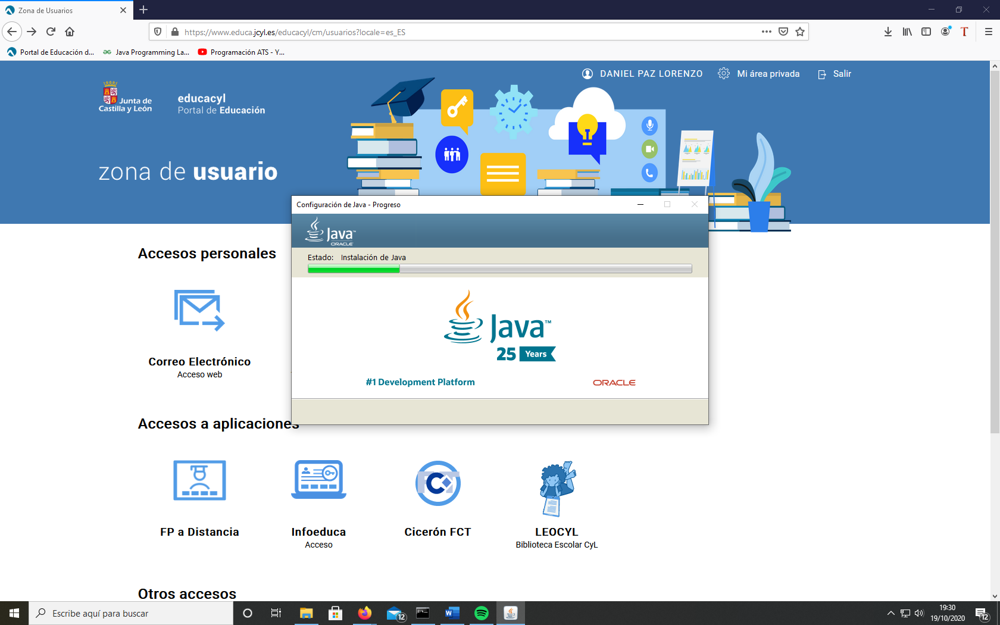 Zona de Usuarios
https://www.educa.jcyl.es/educacyl/cm/usuarios?locale=es_ES
Portal de Educación d...
Java Programming La...
Programación ATS - Y...
DANIEL PAZ LORENZO
Mi área privada
Salir
Junta de
Castilla y León
educacyl
Portal de Educación
zona de usuario
Configuración de Java - Progreso
Java™
ORACLE
Estado: Instalación de Java
Java™
25 Years
#1 Development Platform
ORACLE
Accesos personales
Correo Electrónico
Acceso web
Accesos a aplicaciones
FCT
FP a Distancia
Infoeduca
Acceso
Cicerón FCT
LEOCYL
Biblioteca Escolar CyL
Otros accesos
Escribe aquí para buscar
12
19:30
19/10/2020
12